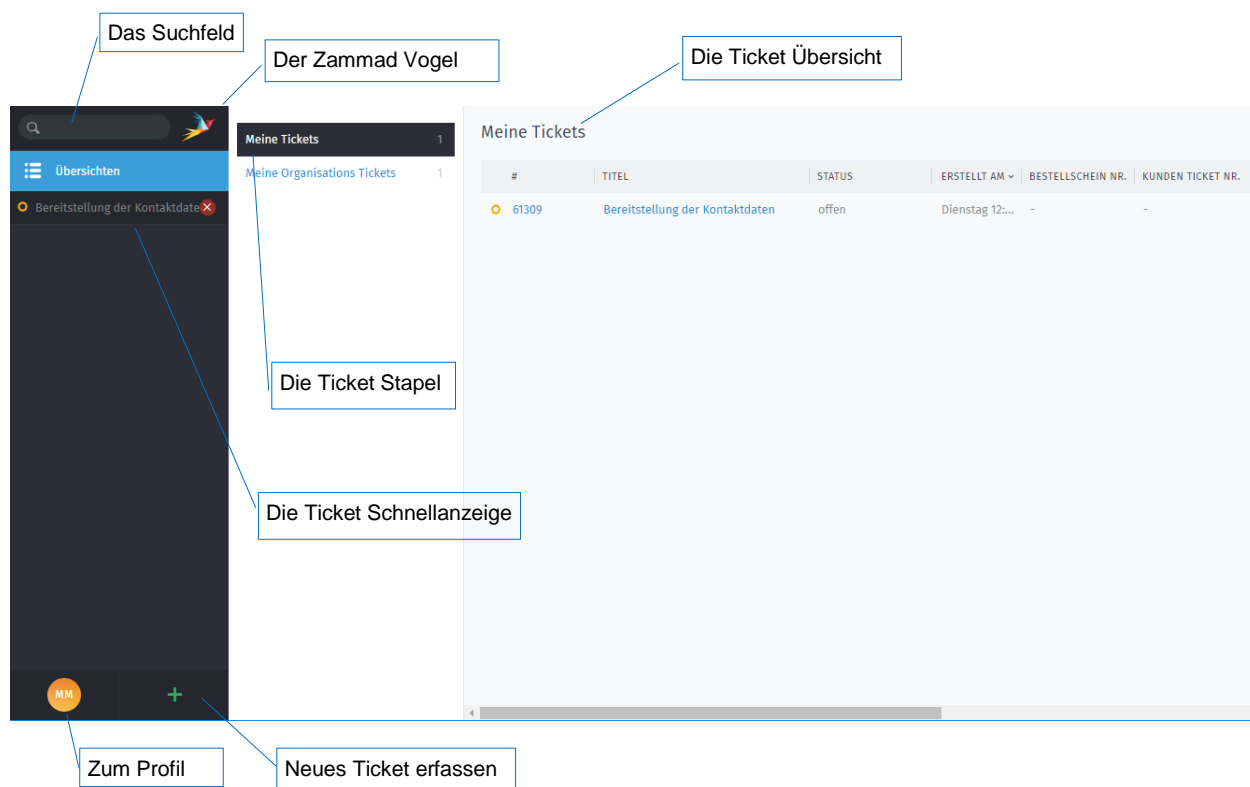 Das Suchfeld
Der Zammad Vogel
Die Ticket Übersicht
Übersichten
Bereitstellung der Kontaktdate
Meine Tickets 1
Meine Organisations Tickets 1
Meine Tickets
# TITEL STATUS ERSTELLT AM BESTELLSCHEIN NR. KUNDEN TICKET NR.
61309 Bereitstellung der Kontaktdaten offen Dienstag 12:... - -
Die Ticket Stapel
Die Ticket Schnellanzeige
MM
+
Zum Profil
Neues Ticket erfassen